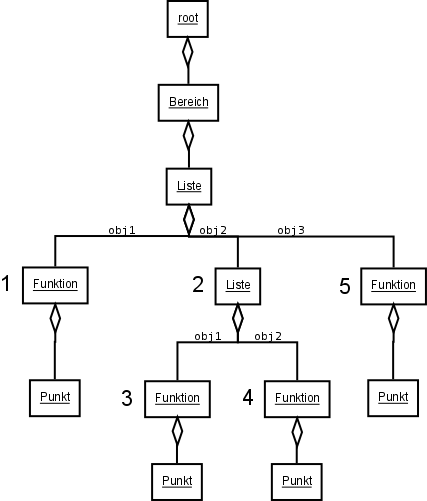 root
Bereich
Liste
obj1 obj2 obj3
1 Funktion 2 Liste 5 Funktion
obj1 obj2
Punkt 3 Funktion 4 Funktion Punkt
Punkt Punkt